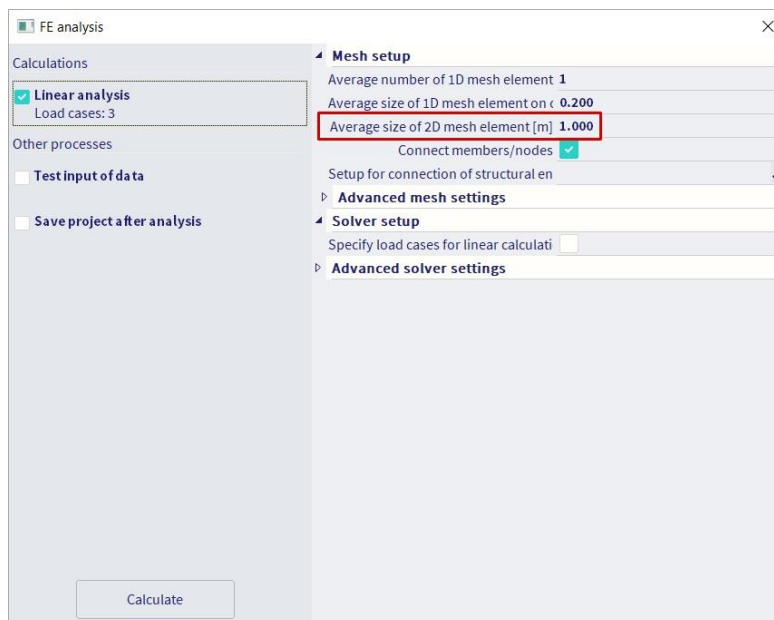 FE analysis
Calculations
Linear analysis
Load cases: 3
Other processes
Test input of data
Save project after analysis
Calculate
Mesh setup
Average number of 1D mesh element 1
Average size of 1D mesh element on c 0.200
Average size of 2D mesh element [m] 1.000
Connect members/nodes
Setup for connection of structural en
Advanced mesh settings
Solver setup
Specify load cases for linear calculati
Advanced solver settings